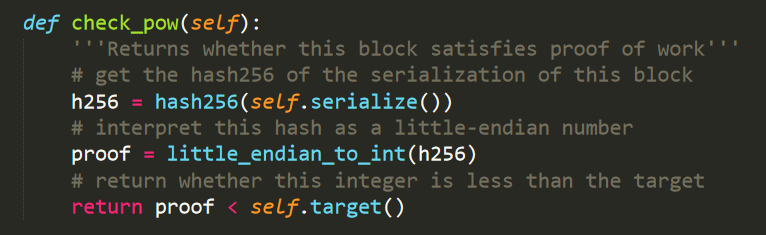 def check_pow(self):
    '''Returns whether this block satisfies proof of work'''
    # get the hash256 of the serialization of this block
    h256 = hash256(self.serialize())
    # interpret this hash as a little-endian number
    proof = little_endian_to_int(h256)
    # return whether this integer is less than the target
    return proof < self.target()